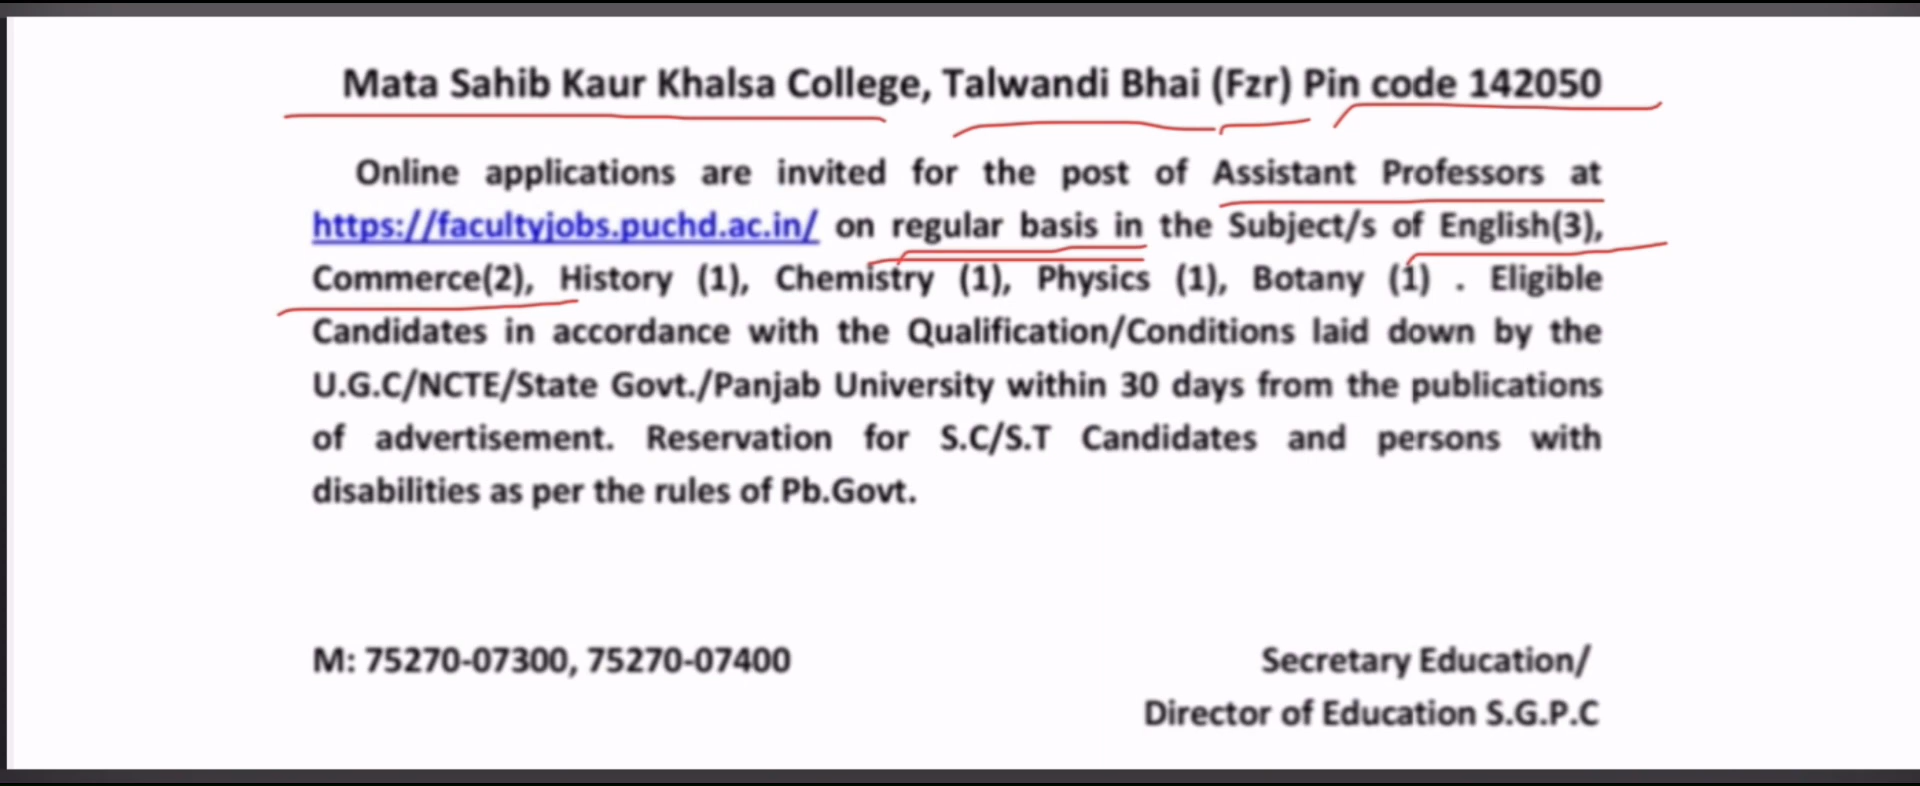 Mata Sahib Kaur Khalsa College, Talwandi Bhai (Fzr) Pin code 142050
Online applications are invited for the post of Assistant Professors at
https://facultyjobs.puchd.ac.in/ on regular basis in the Subject/s of English(3),
Commerce(2), History (1), Chemistry (1), Physics (1), Botany (1) . Eligible
Candidates in accordance with the Qualification/Conditions laid down by the
U.G.C/NCTE/State Govt./Panjab University within 30 days from the publications
of advertisement. Reservation for S.C/S.T Candidates and persons with
disabilities as per the rules of Pb.Govt.
M: 75270-07300, 75270-07400
Secretary Education/
Director of Education S.G.P.C